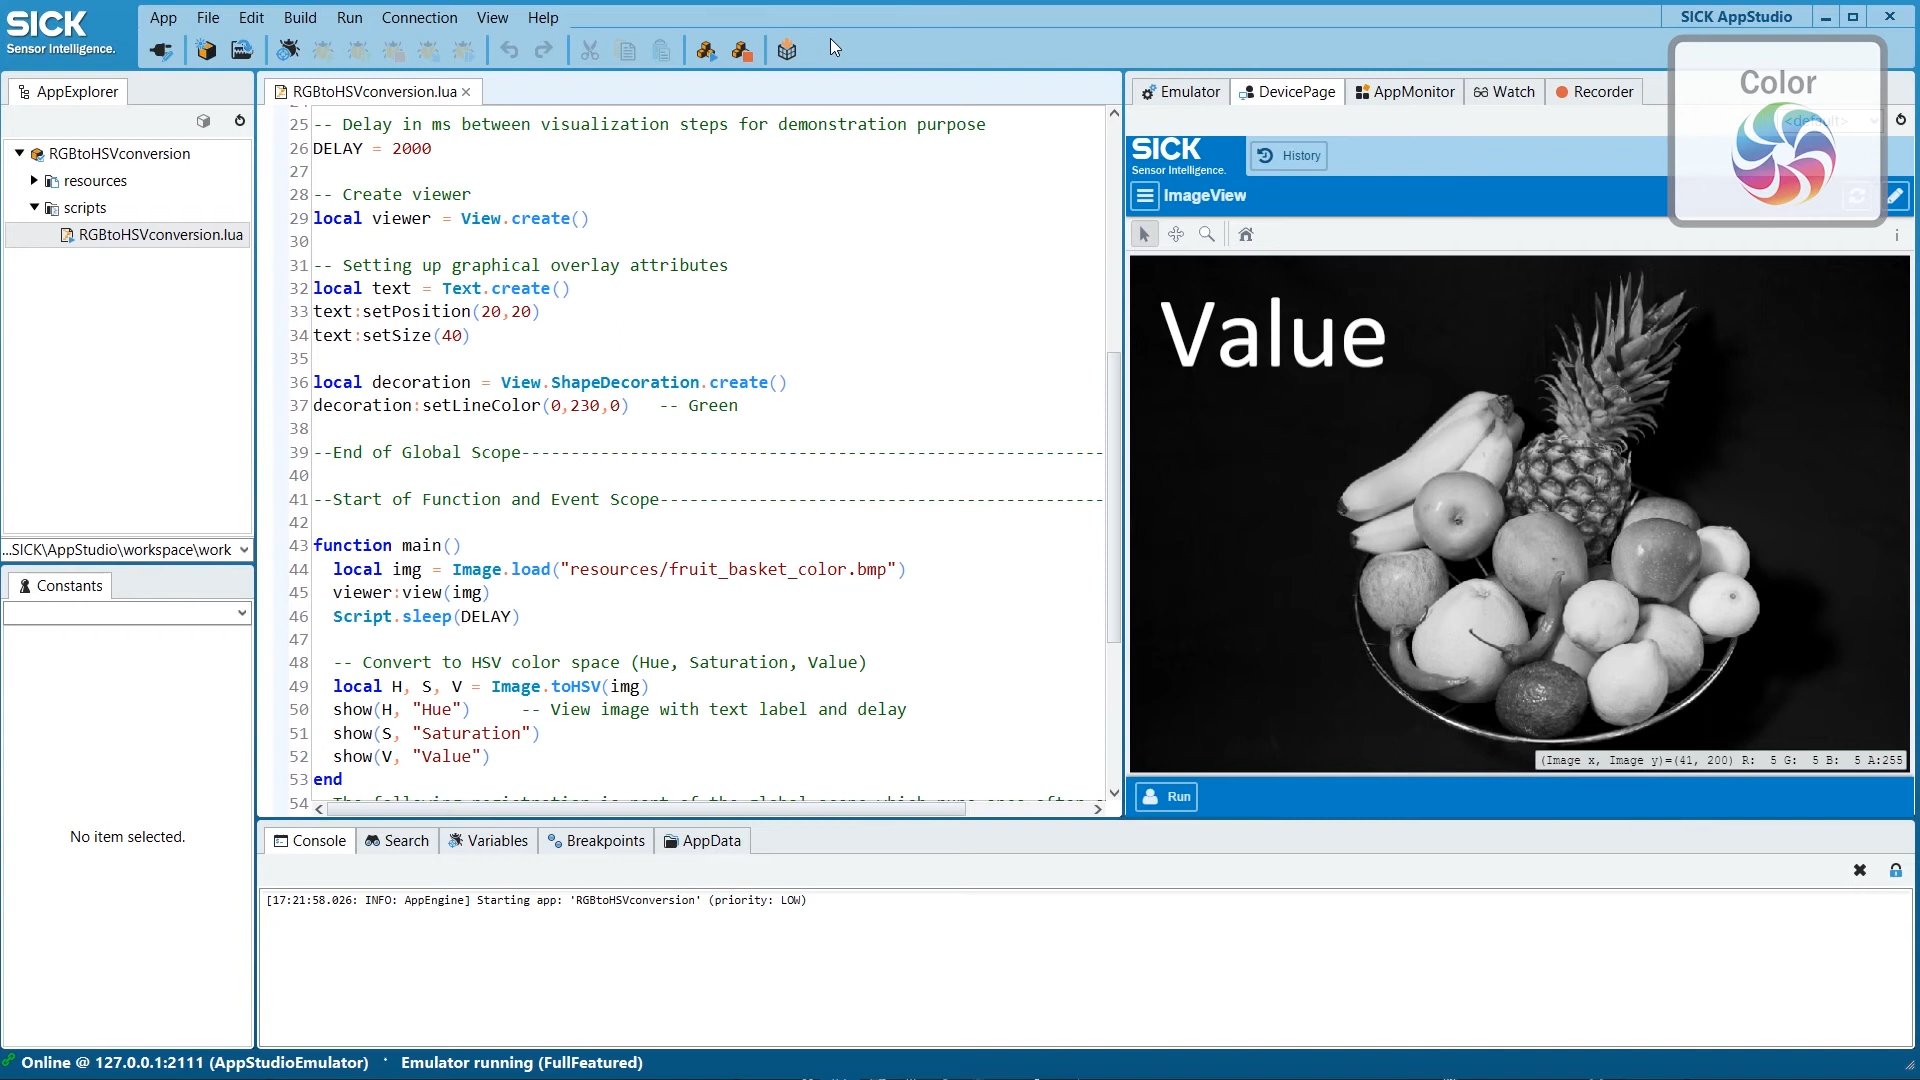 SICK
Sensor Intelligence.
App File Edit Build Run Connection View Help
SICK AppStudio
AppExplorer
RGBtoHSVconversion
resources
scripts
RGBtoHSVconversion.lua
...SICK\AppStudio\workspace\work
Constants
No item selected.
RGBtoHSVconversion.lua
25 -- Delay in ms between visualization steps for demonstration purpose
26 DELAY = 2000
27
28 -- Create viewer
29 local viewer = View.create()
30
31 -- Setting up graphical overlay attributes
32 local text = Text.create()
33 text:setPosition(20,20)
34 text:setSize(40)
35
36 local decoration = View.ShapeDecoration.create()
37 decoration:setLineColor(0,230,0)   -- Green
38
39 --End of Global Scope-----------------------------------------------------------
40
41 --Start of Function and Event Scope---------------------------------------------
42
43 function main()
44   local img = Image.load("resources/fruit_basket_color.bmp")
45   viewer:view(img)
46   Script.sleep(DELAY)
47
48   -- Convert to HSV color space (Hue, Saturation, Value)
49   local H, S, V = Image.toHSV(img)
50   show(H, "Hue")     -- View image with text label and delay
51   show(S, "Saturation")
52   show(V, "Value")
53 end
54
Emulator DevicePage AppMonitor Watch Recorder
Color
<default>
SICK
Sensor Intelligence.
History
ImageView
Value
(Image x, Image y)=(41, 200) R:  5 G:  5 B:  5 A:255
Run
Console Search Variables Breakpoints AppData
[17:21:58.026: INFO: AppEngine] Starting app: 'RGBtoHSVconversion' (priority: LOW)
Online @ 127.0.0.1:2111 (AppStudioEmulator) · Emulator running (FullFeatured)